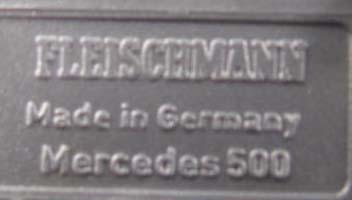 FLEISCHMANN
Made in Germany
Mercedes 500